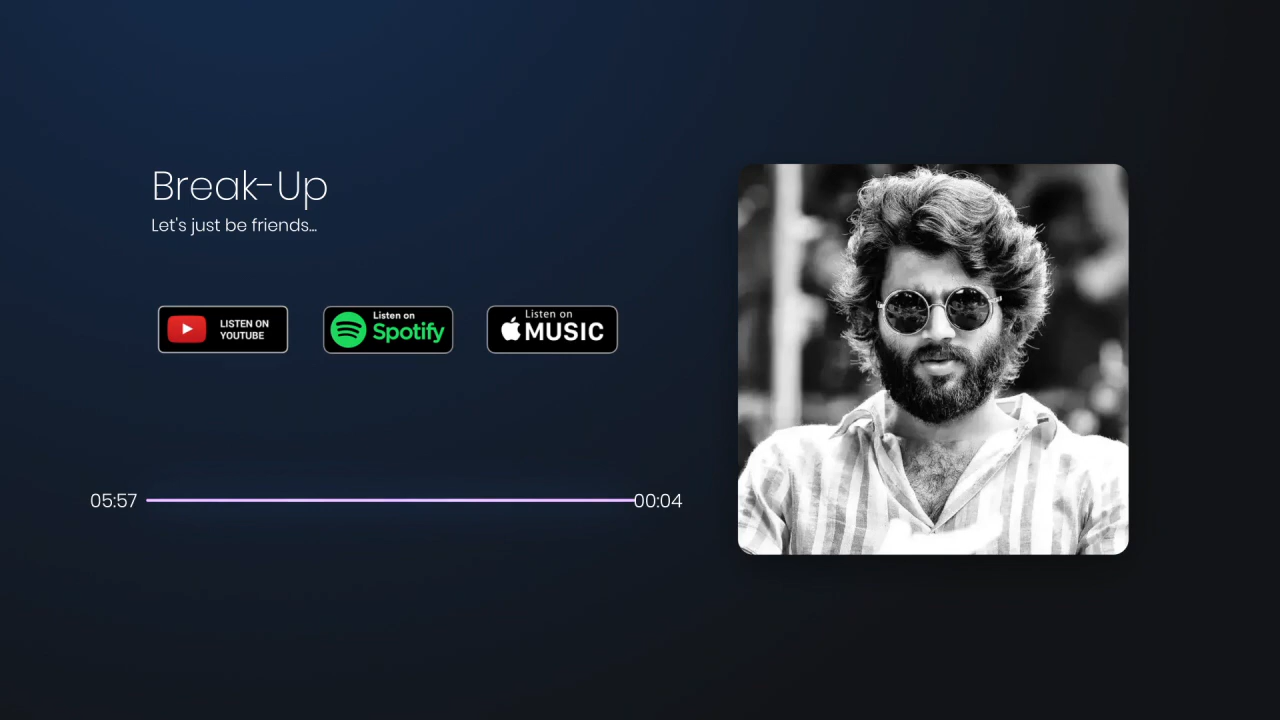 Break-Up
Let's just be friends...
LISTEN ON
YOUTUBE
Listen on
Spotify
Listen on
MUSIC
05:57
00:04